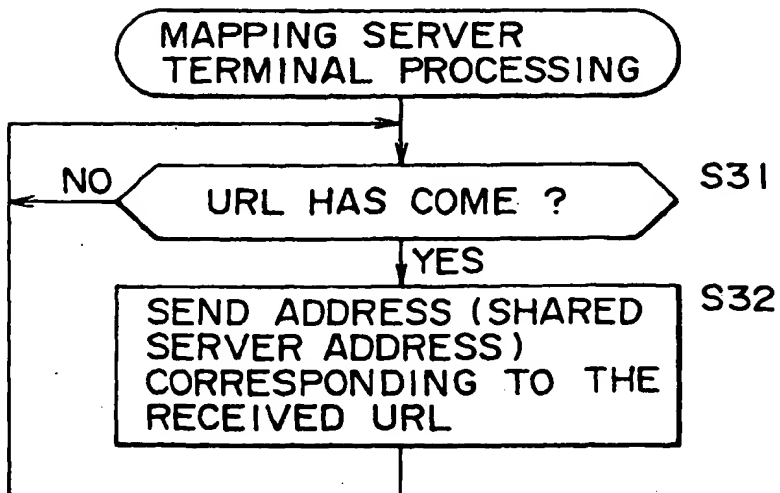 MAPPING SERVER
TERMINAL PROCESSING
NO
URL HAS COME ?
S31
YES
SEND ADDRESS (SHARED
SERVER ADDRESS)
CORRESPONDING TO THE
RECEIVED URL
S32